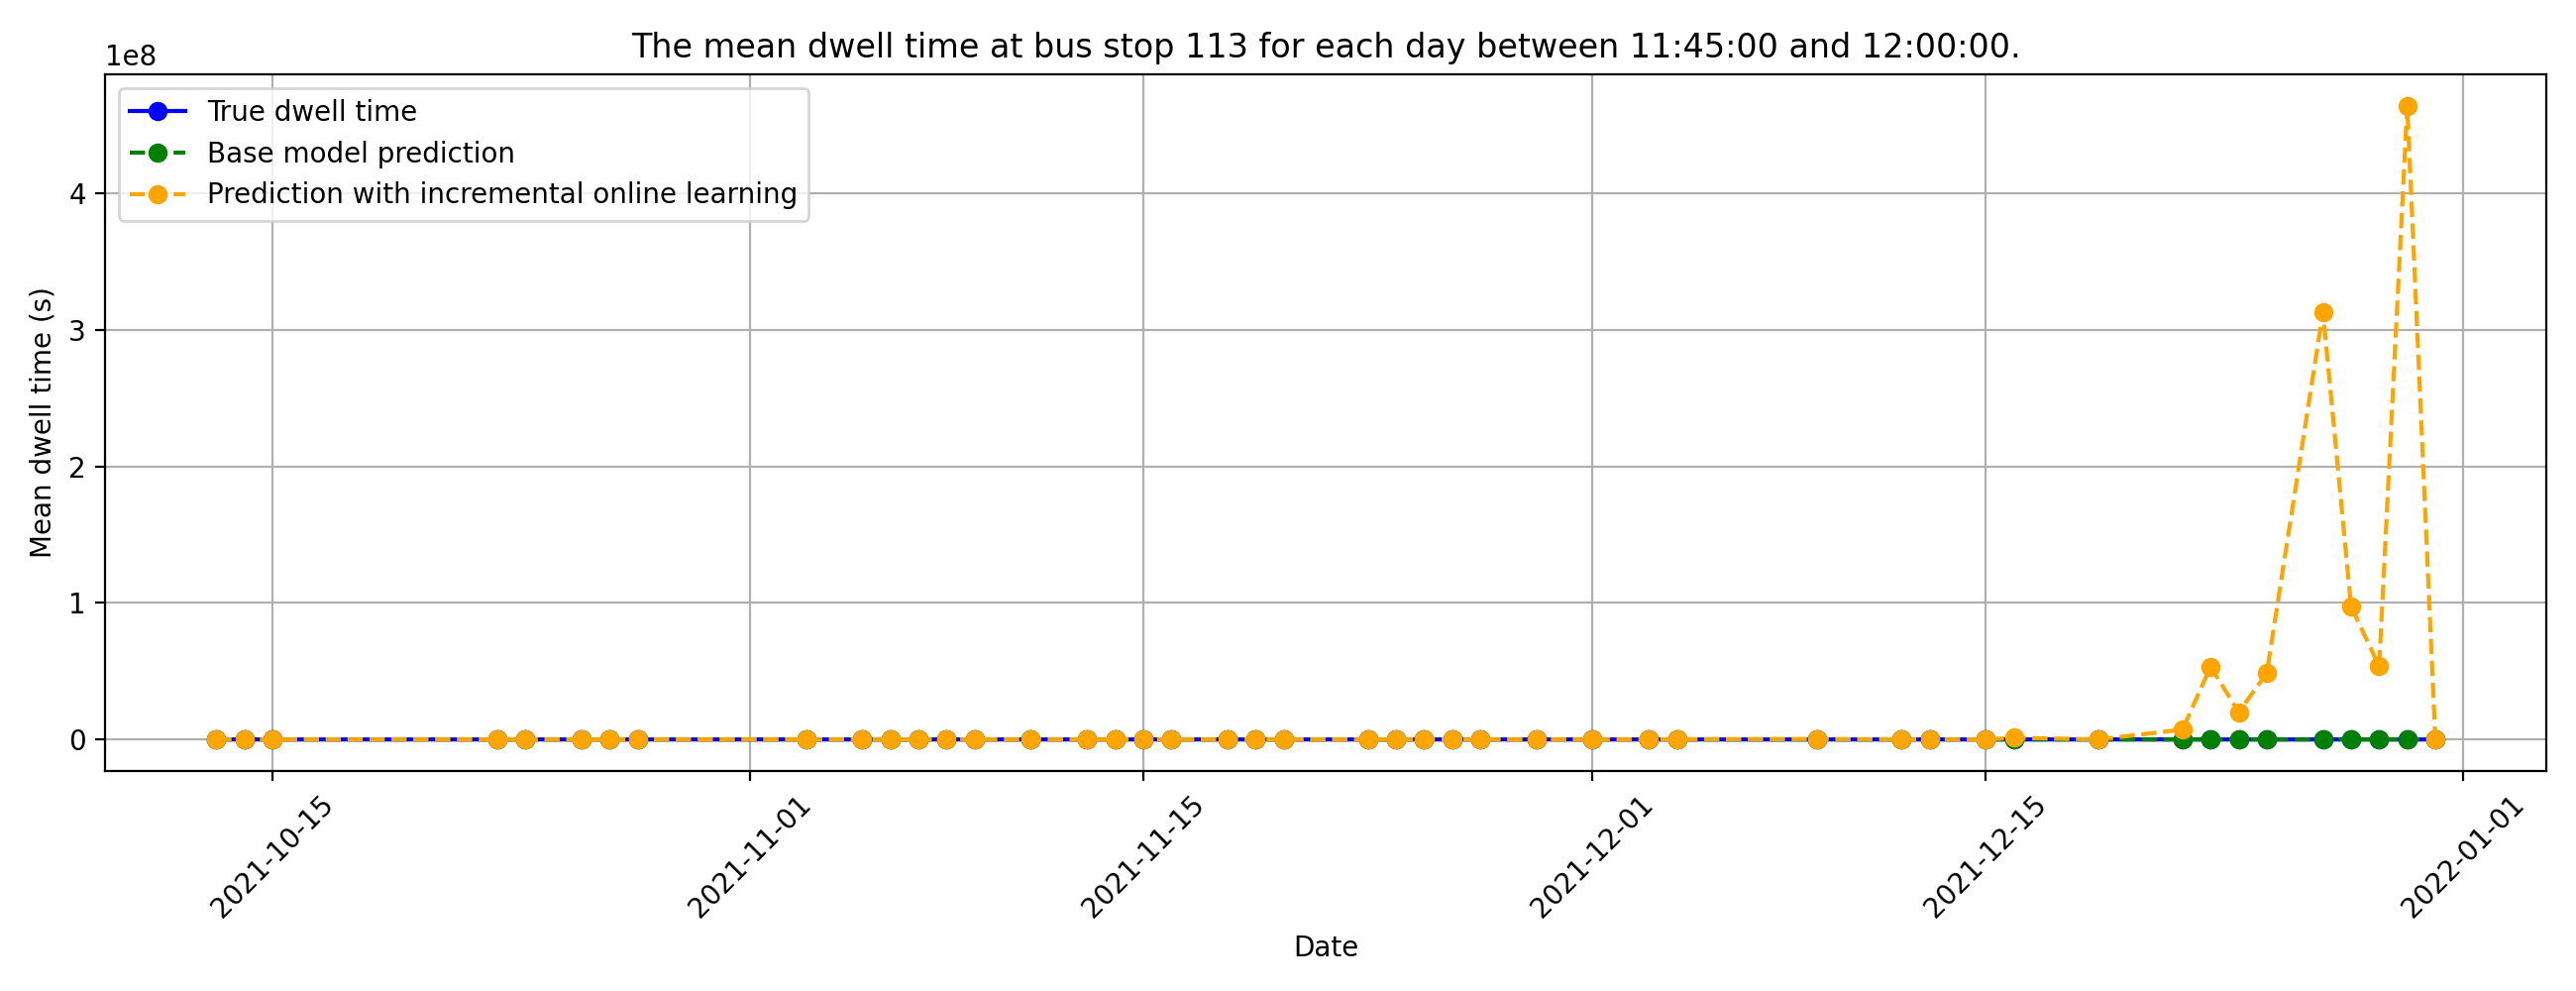 The mean dwell time at bus stop 113 for each day between 11:45:00 and 12:00:00.
1e8
True dwell time
Base model prediction
Prediction with incremental online learning
Mean dwell time (s)
4
3
2
1
0
2021-10-15
2021-11-01
2021-11-15
2021-12-01
2021-12-15
2022-01-01
Date